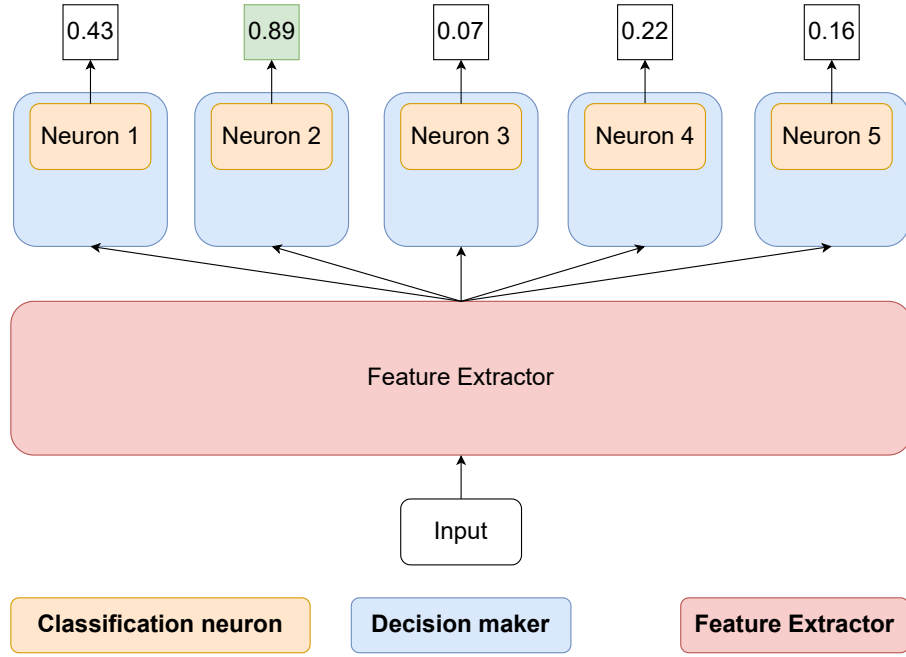 0.43 0.89 0.07 0.22 0.16
Neuron 1 Neuron 2 Neuron 3 Neuron 4 Neuron 5
Feature Extractor
Input
Classification neuron Decision maker Feature Extractor